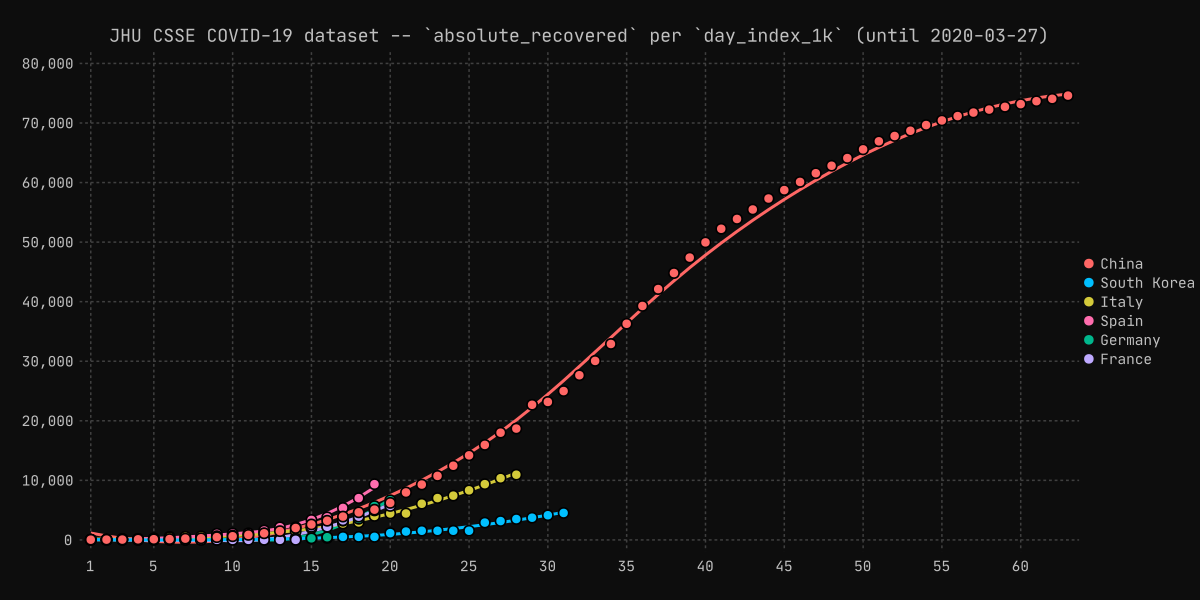 JHU CSSE COVID-19 dataset -- `absolute_recovered` per `day_index_1k` (until 2020-03-27)
80,000
70,000
60,000
50,000
40,000
30,000
20,000
10,000
0
1 5 10 15 20 25 30 35 40 45 50 55 60
China
South Korea
Italy
Spain
Germany
France